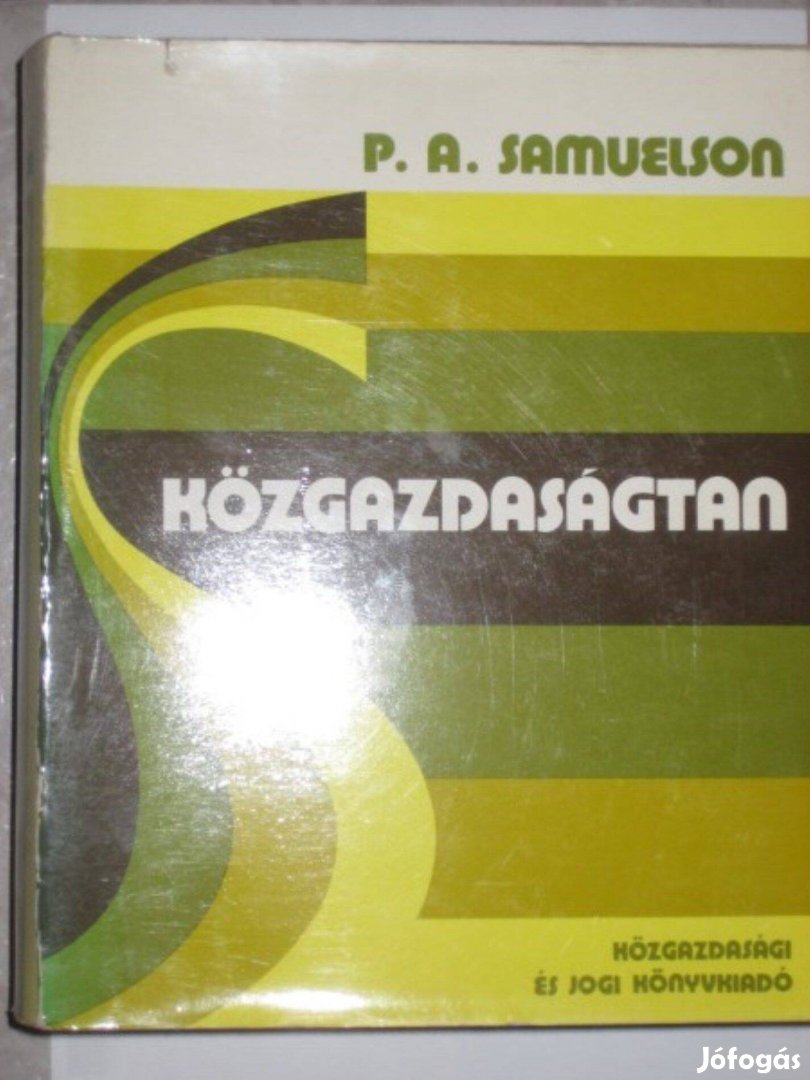 P. A. SAMUELSON
KÖZGAZDASÁGTAN
KÖZGAZDASÁGI
ÉS JOGI KÖNYVKIADÓ
Jófogás